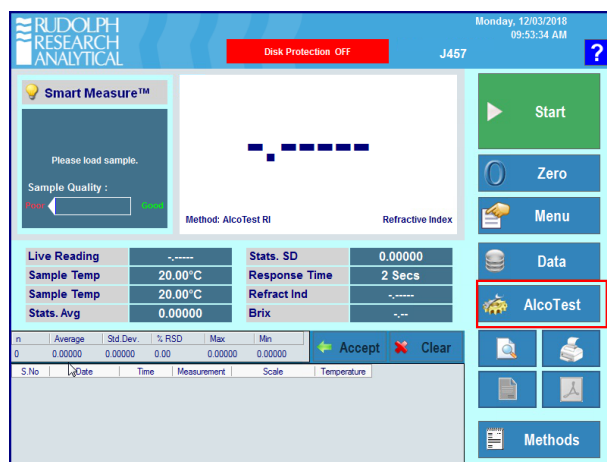 RUDOLPH
RESEARCH
ANALYTICAL
Disk Protection OFF
J457
Monday, 12/03/2018
09:53:34 AM
?
Smart Measure™
Please load sample.
Sample Quality :
Poor
Good
-.-----
Method: AlcoTest RI
Refractive Index
Start
Zero
Menu
Data
AlcoTest
Methods
Live Reading -.----- Stats. SD 0.00000
Sample Temp 20.00°C Response Time 2 Secs
Sample Temp 20.00°C Refract Ind -.-----
Stats. Avg 0.00000 Brix -.--
n Average Std.Dev. % RSD Max Min
0 0.00000 0.00000 0.00 0.00000 0.00000
Accept Clear
S.No Date Time Measurement Scale Temperature